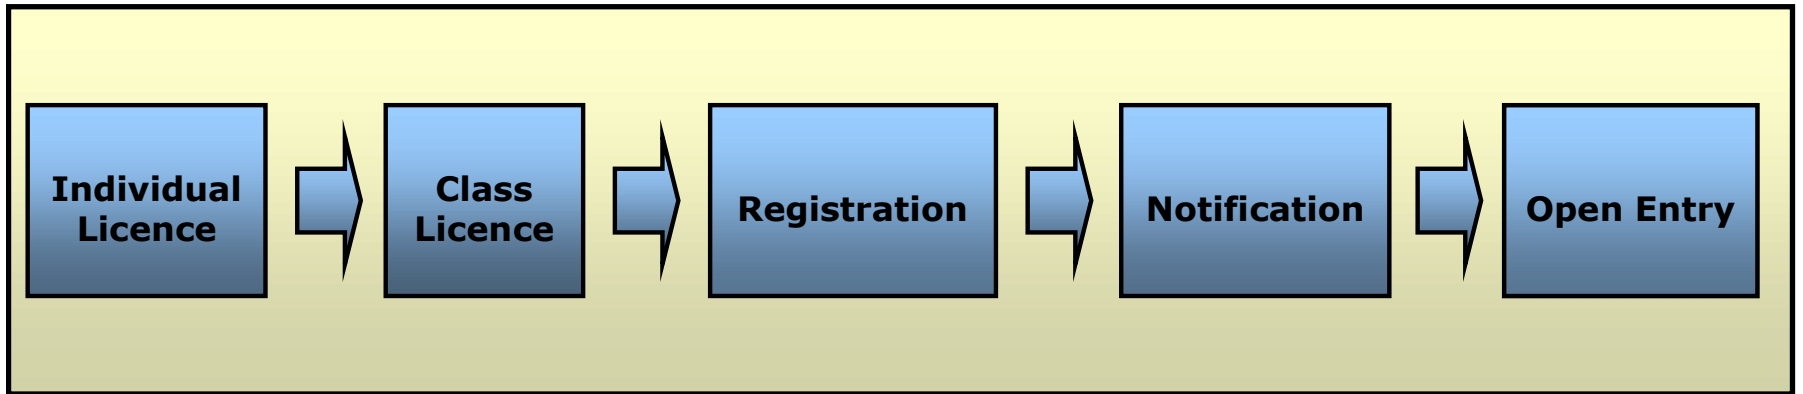 Individual
Licence
Class
Licence
Registration
Notification
Open Entry